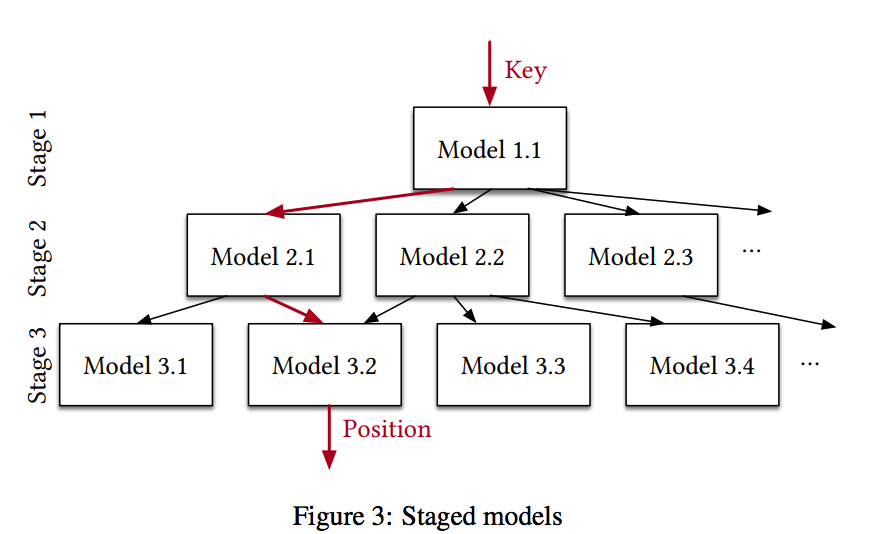 Key
Stage 1
Model 1.1
Stage 2
Model 2.1
Model 2.2
Model 2.3
...
Stage 3
Model 3.1
Model 3.2
Model 3.3
Model 3.4
...
Position
Figure 3: Staged models